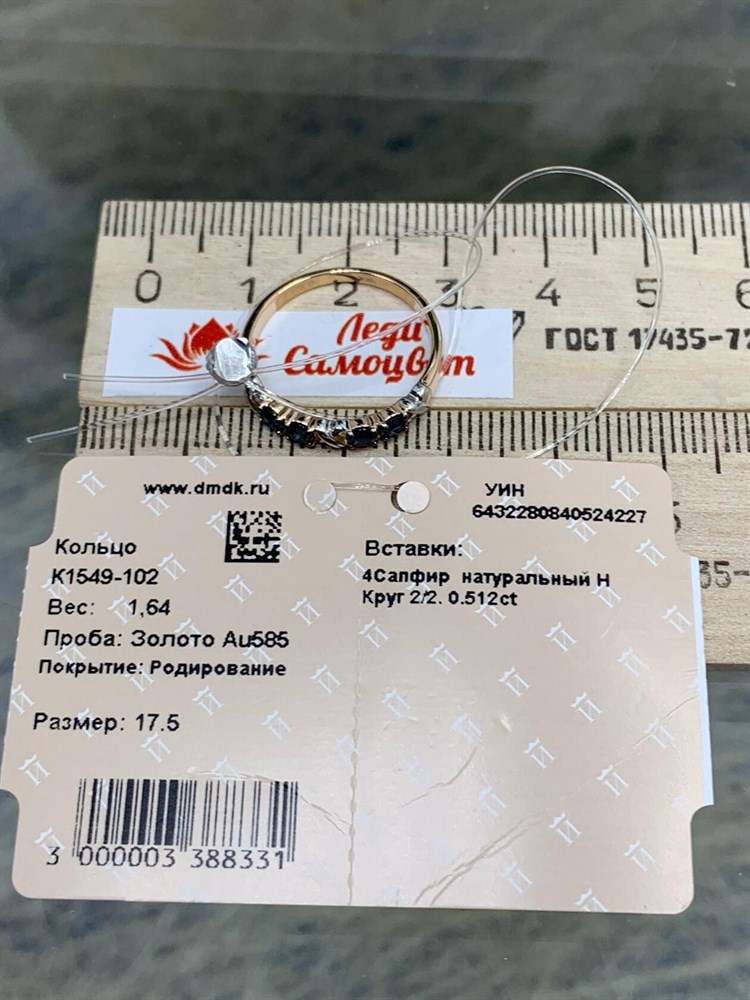 0 1 2 3 4 5 6
Леди
Самоцвет
ГОСТ 17435-72
www.dmdk.ru
УИН
6432280840524227
Кольцо
К1549-102
Вес: 1,64
Проба: Золото Au585
Покрытие: Родирование
Размер: 17.5
Вставки:
4Сапфир натуральный Н
Круг 2/2. 0.512ct
3 000003 388331